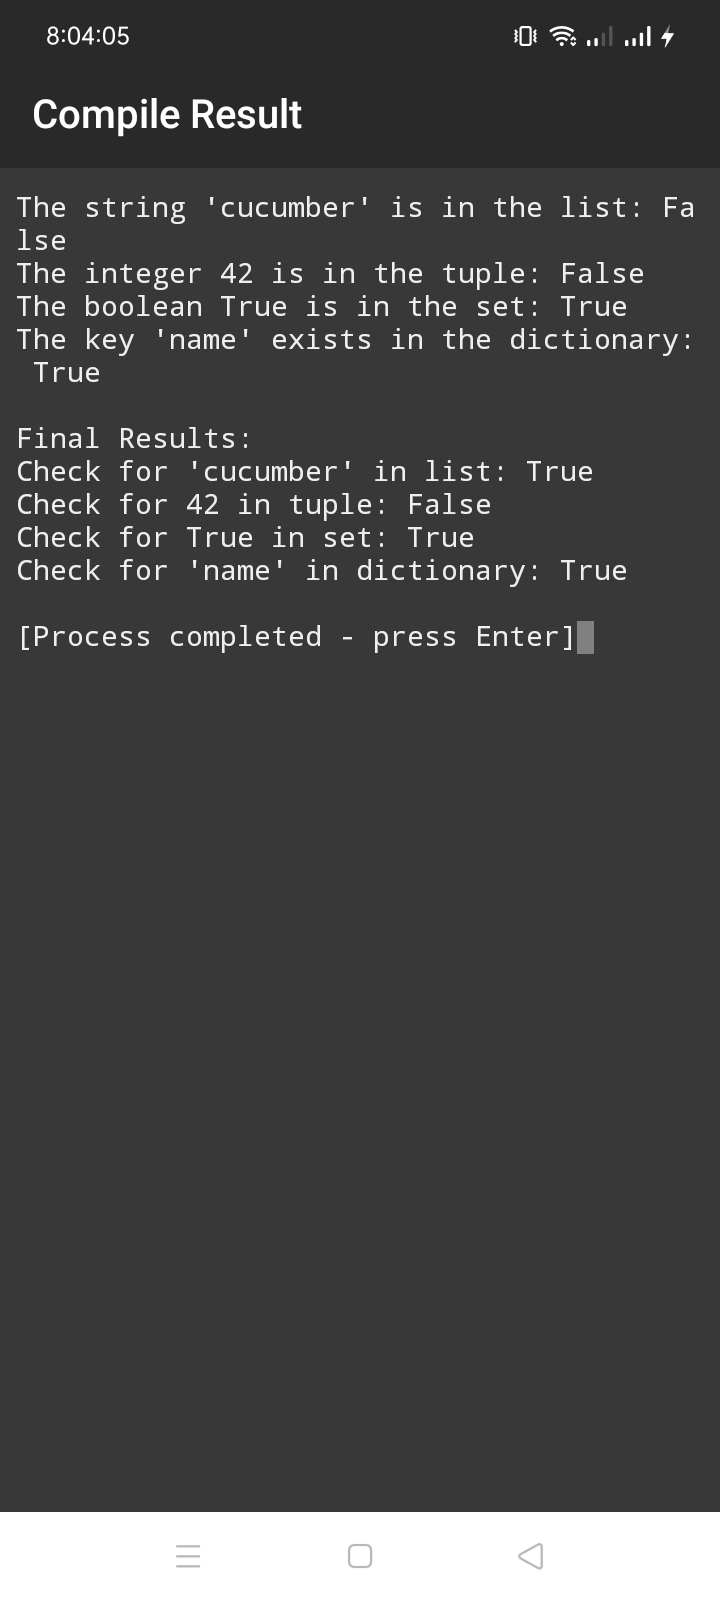 8:04:05
Compile Result
The string 'cucumber' is in the list: Fa
lse
The integer 42 is in the tuple: False
The boolean True is in the set: True
The key 'name' exists in the dictionary:
 True
Final Results:
Check for 'cucumber' in list: True
Check for 42 in tuple: False
Check for True in set: True
Check for 'name' in dictionary: True
[Process completed - press Enter]